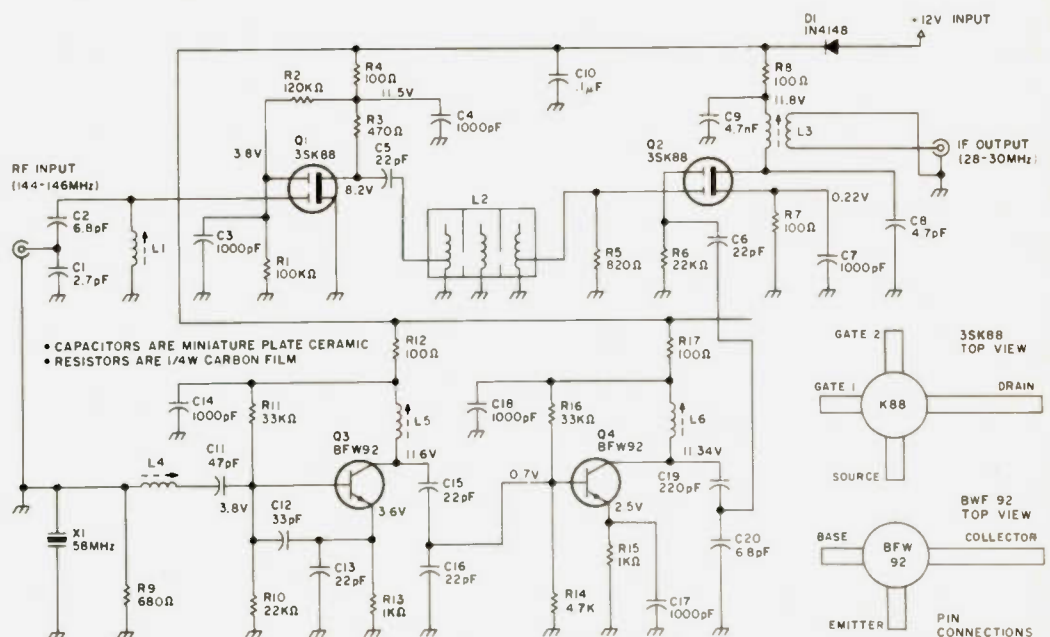 D1
1N4148
+12V INPUT
R2
120KΩ
R4
100Ω
11.5V
C10
.1μF
R8
100Ω
11.8V
R3
470Ω
C4
1000pF
C9
4.7nF
L3
Q1
3SK88
C5
22pF
3.8V
8.2V
Q2
3SK88
IF OUTPUT
(28-30MHz)
RF INPUT
(144-146MHz)
L2
0.22V
C2
6.8pF
L1
C3
1000pF
C1
2.7pF
R1
100KΩ
R5
820Ω
R6
22KΩ
C6
22pF
R7
100Ω
C7
1000pF
C8
4.7pF
• CAPACITORS ARE MINIATURE PLATE CERAMIC
• RESISTORS ARE 1/4W CARBON FILM
R12
100Ω
R17
100Ω
GATE 2
3SK88
TOP VIEW
GATE 1
K88
DRAIN
SOURCE
C14
1000pF
R11
33KΩ
L5
C18
1000pF
R16
33KΩ
L6
Q3
BFW92
11.6V
Q4
BFW92
11.34V
L4
C11
47pF
0.7V
C19
220pF
3.8V
C12
33pF
3.6V
C15
22pF
2.5V
X1
58MHz
C13
22pF
C16
22pF
R15
1KΩ
C20
6.8pF
R9
680Ω
R10
22KΩ
R13
1KΩ
R14
4.7K
C17
1000pF
BWF 92
TOP VIEW
BASE
COLLECTOR
BFW
92
EMITTER
PIN
CONNECTIONS